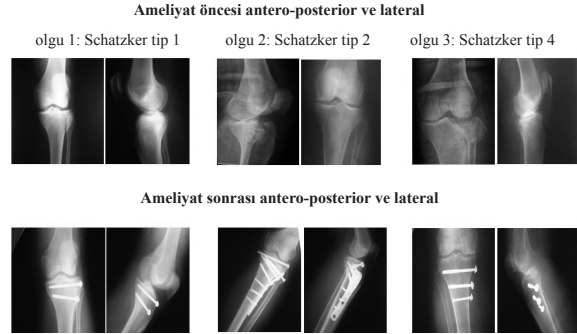 Ameliyat öncesi antero-posterior ve lateral
olgu 1: Schatzker tip 1 olgu 2: Schatzker tip 2 olgu 3: Schatzker tip 4
Ameliyat sonrası antero-posterior ve lateral